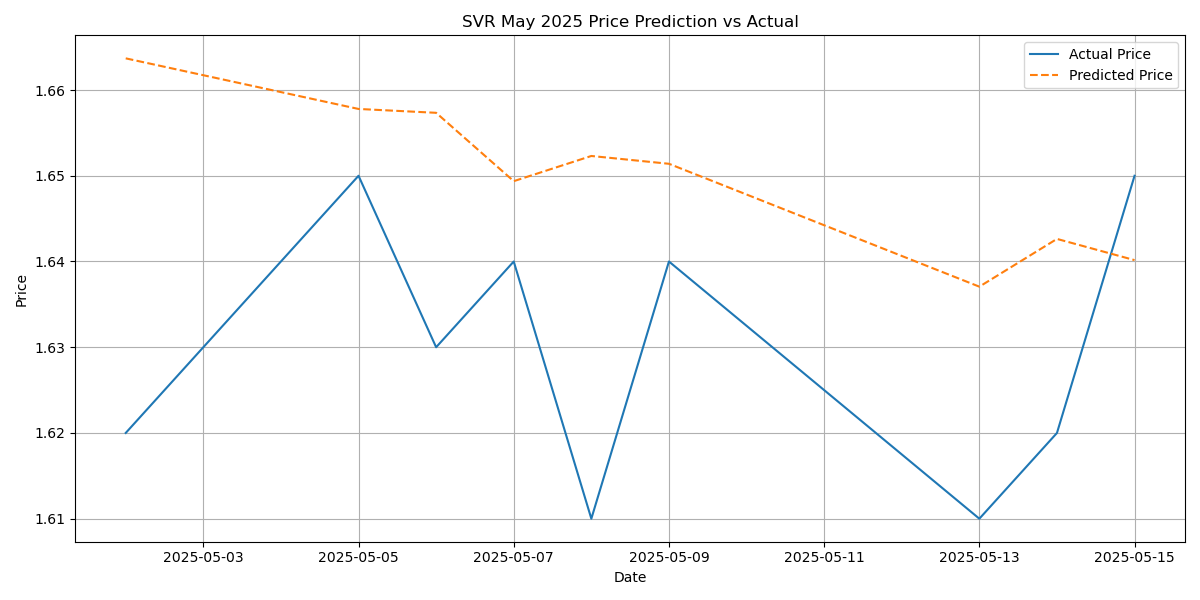 SVR May 2025 Price Prediction vs Actual
Actual Price
Predicted Price
1.66
1.65
1.64
1.63
1.62
1.61
Price
2025-05-03
2025-05-05
2025-05-07
2025-05-09
2025-05-11
2025-05-13
2025-05-15
Date